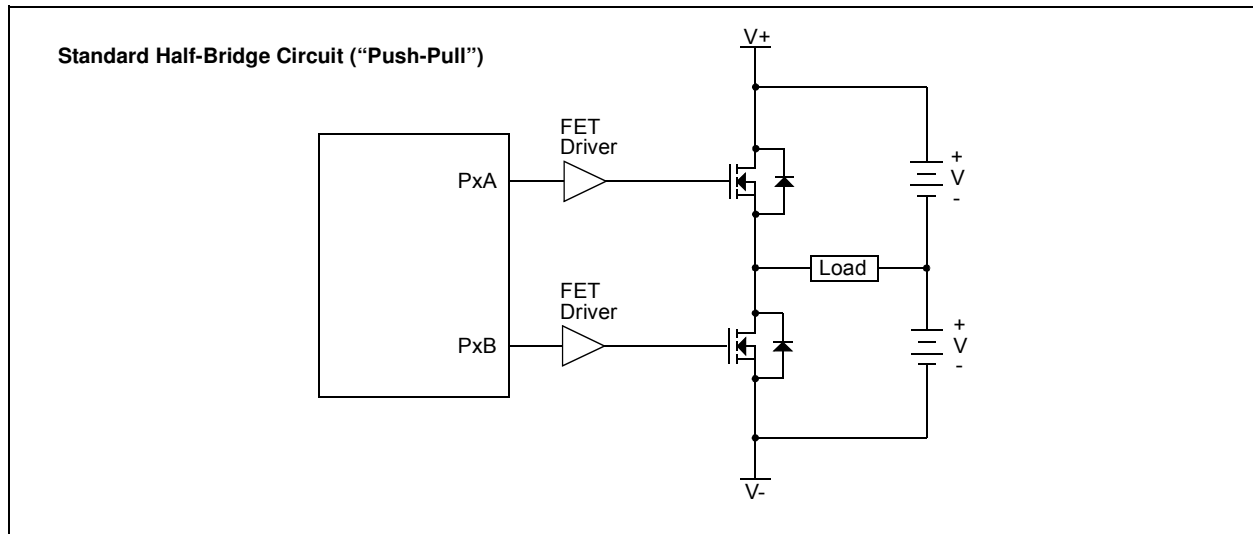 Standard Half-Bridge Circuit (“Push-Pull”)
V+
FET
Driver
PxA
+
V
-
Load
FET
Driver
PxB
+
V
-
V-